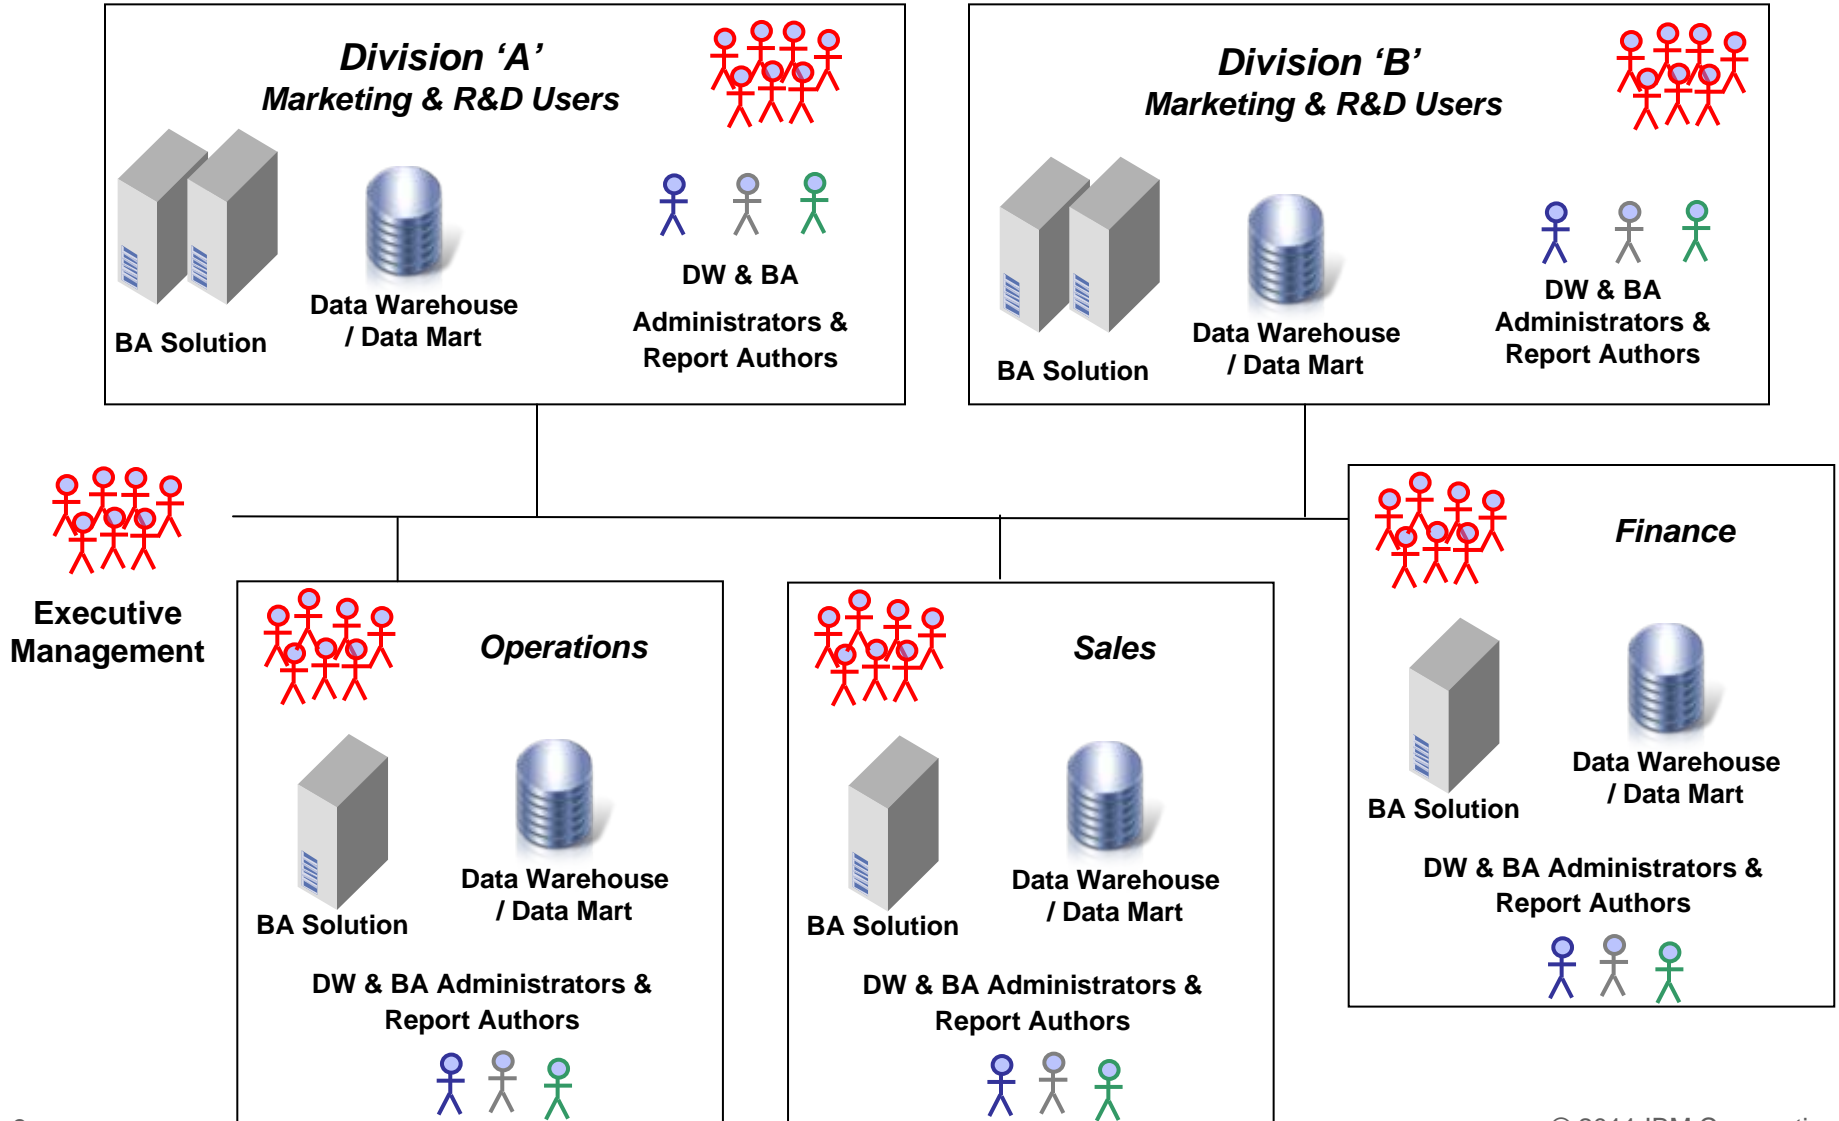 Division ‘A’
Marketing & R&D Users
BA Solution
Data Warehouse
/ Data Mart
DW & BA
Administrators &
Report Authors
Division ‘B’
Marketing & R&D Users
BA Solution
Data Warehouse
/ Data Mart
DW & BA
Administrators &
Report Authors
Executive
Management
Operations
BA Solution
Data Warehouse
/ Data Mart
DW & BA Administrators &
Report Authors
Sales
BA Solution
Data Warehouse
/ Data Mart
DW & BA Administrators &
Report Authors
Finance
BA Solution
Data Warehouse
/ Data Mart
DW & BA Administrators &
Report Authors
© 2011 IBM